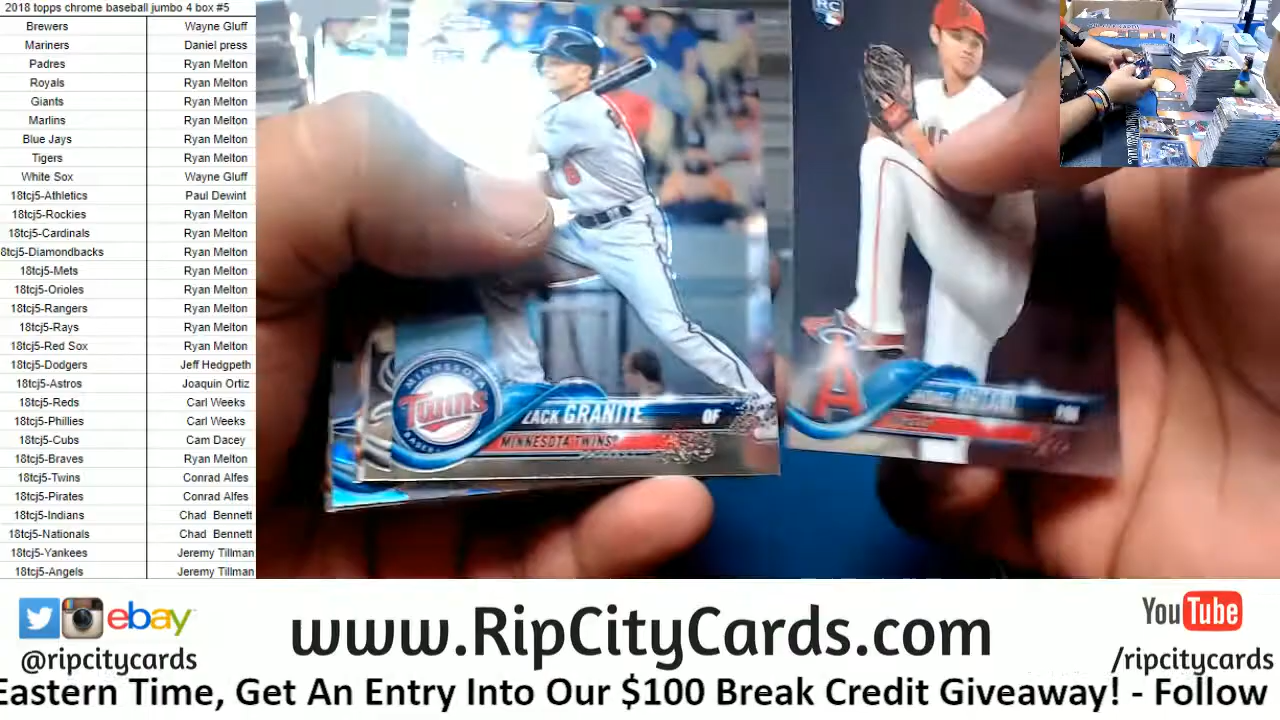 2018 topps chrome baseball jumbo 4 box #5
Brewers Wayne Gluff
Mariners Daniel press
Padres Ryan Melton
Royals Ryan Melton
Giants Ryan Melton
Marlins Ryan Melton
Blue Jays Ryan Melton
Tigers Ryan Melton
White Sox Wayne Gluff
18tcj5-Athletics Paul Dewint
18tcj5-Rockies Ryan Melton
18tcj5-Cardinals Ryan Melton
8tcj5-Diamondbacks Ryan Melton
18tcj5-Mets Ryan Melton
18tcj5-Orioles Ryan Melton
18tcj5-Rangers Ryan Melton
18tcj5-Rays Ryan Melton
18tcj5-Red Sox Ryan Melton
18tcj5-Dodgers Jeff Hedgpeth
18tcj5-Astros Joaquin Ortiz
18tcj5-Reds Carl Weeks
18tcj5-Phillies Carl Weeks
18tcj5-Cubs Cam Dacey
18tcj5-Braves Ryan Melton
18tcj5-Twins Conrad Alfes
18tcj5-Pirates Conrad Alfes
18tcj5-Indians Chad Bennett
18tcj5-Nationals Chad Bennett
18tcj5-Yankees Jeremy Tillman
18tcj5-Angels Jeremy Tillman
RC
MINNESOTA
Twins
BASEBALL
ZACK GRANITE OF
MINNESOTA TWINS
A
ebay
@ripcitycards
www.RipCityCards.com
YouTube
/ripcitycards
Eastern Time, Get An Entry Into Our $100 Break Credit Giveaway! - Follow